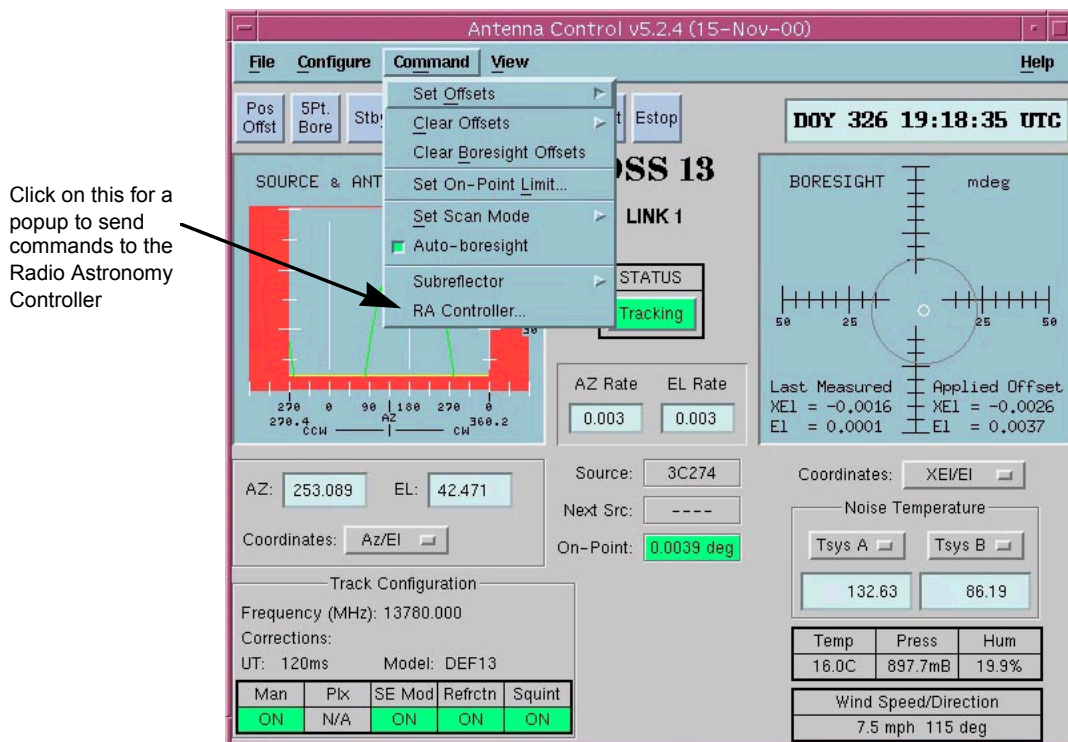 Antenna Control v5.2.4 (15-Nov-00)
File Configure Command View Help
Pos Offst
5Pt. Bore
Estop
DOY 326 19:18:35 UTC
Set Offsets
Clear Offsets
Clear Boresight Offsets
Set On-Point Limit...
Set Scan Mode
Auto-boresight
Subreflector
RA Controller...
Click on this for a
popup to send
commands to the
Radio Astronomy
Controller
SOURCE &
DSS 13
LINK 1
STATUS
Tracking
50
270 0 90 180 270 0
270.4 AZ 360.2
CCW CW
AZ Rate EL Rate
0.003 0.003
BORESIGHT mdeg
50 25 25 50
Last Measured Applied Offset
XEl = -0.0016 XEl = -0.0026
El = 0.0001 El = 0.0037
AZ: 253.089 EL: 42.471
Coordinates: Az/El
Source: 3C274
Next Src: ----
On-Point: 0.0039 deg
Coordinates: XEl/El
Noise Temperature
Tsys A Tsys B
132.63 86.19
Track Configuration
Frequency (MHz): 13780.000
Corrections:
UT: 120ms Model: DEF13
Man Plx SE Mod Refrctn Squint
ON N/A ON ON ON
Temp Press Hum
16.0C 897.7mB 19.9%
Wind Speed/Direction
7.5 mph 115 deg